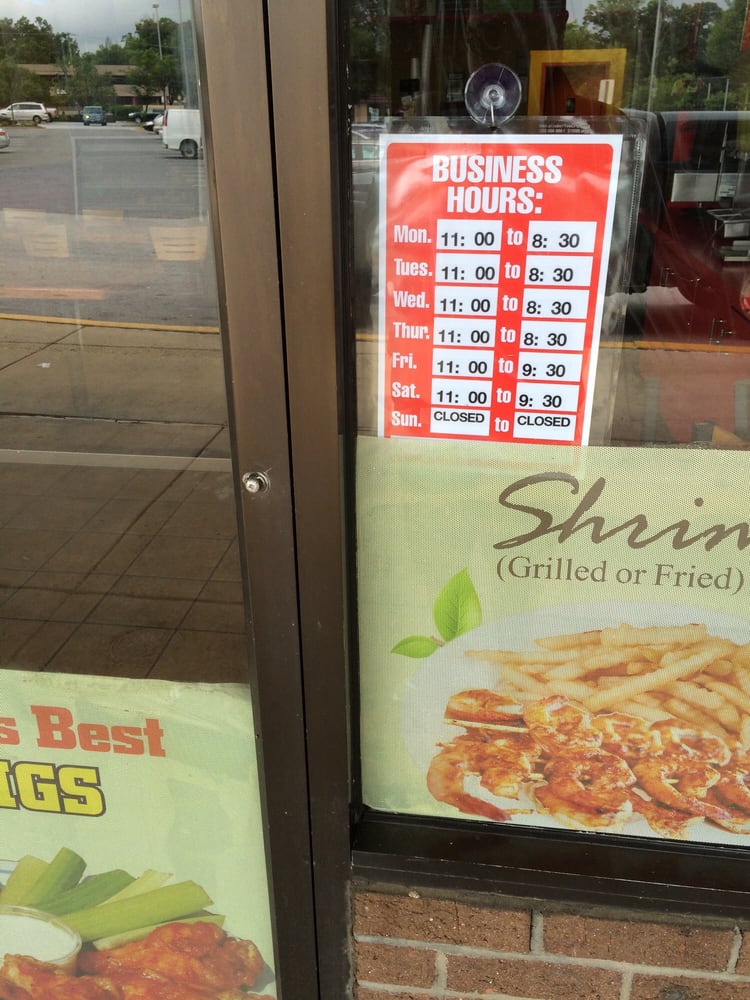 BUSINESS
HOURS:
Mon. 11: 00 to 8: 30
Tues. 11: 00 to 8: 30
Wed. 11: 00 to 8: 30
Thur. 11: 00 to 8: 30
Fri. 11: 00 to 9: 30
Sat. 11: 00 to 9: 30
Sun. CLOSED to CLOSED
Shrim
(Grilled or Fried)
s Best
IGS